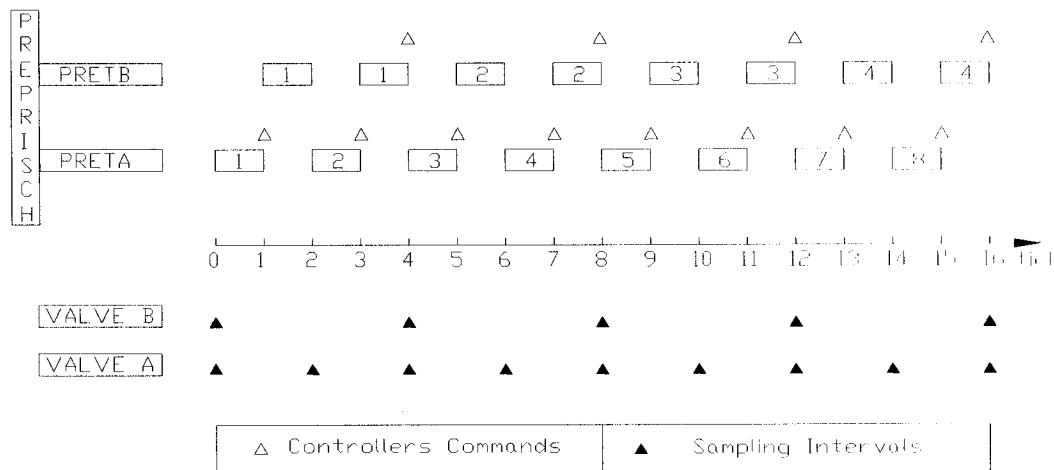 PREPRISCH
PRETB 1 1 2 2 3 3 4 4
PRETA 1 2 3 4 5 6 7 8
0 1 2 3 4 5 6 7 8 9 10 11 12 13 14 15 16
VALVE B
VALVE A
△ Controllers Commands ▲ Sampling Intervals